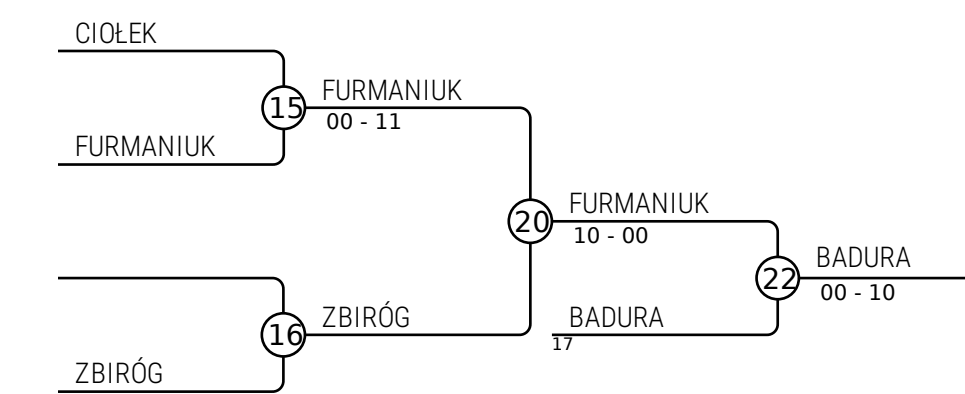 CIOŁEK
15
FURMANIUK
00 - 11
FURMANIUK
20
FURMANIUK
10 - 00
22
BADURA
00 - 10
16
ZBIRÓG
BADURA
17
ZBIRÓG